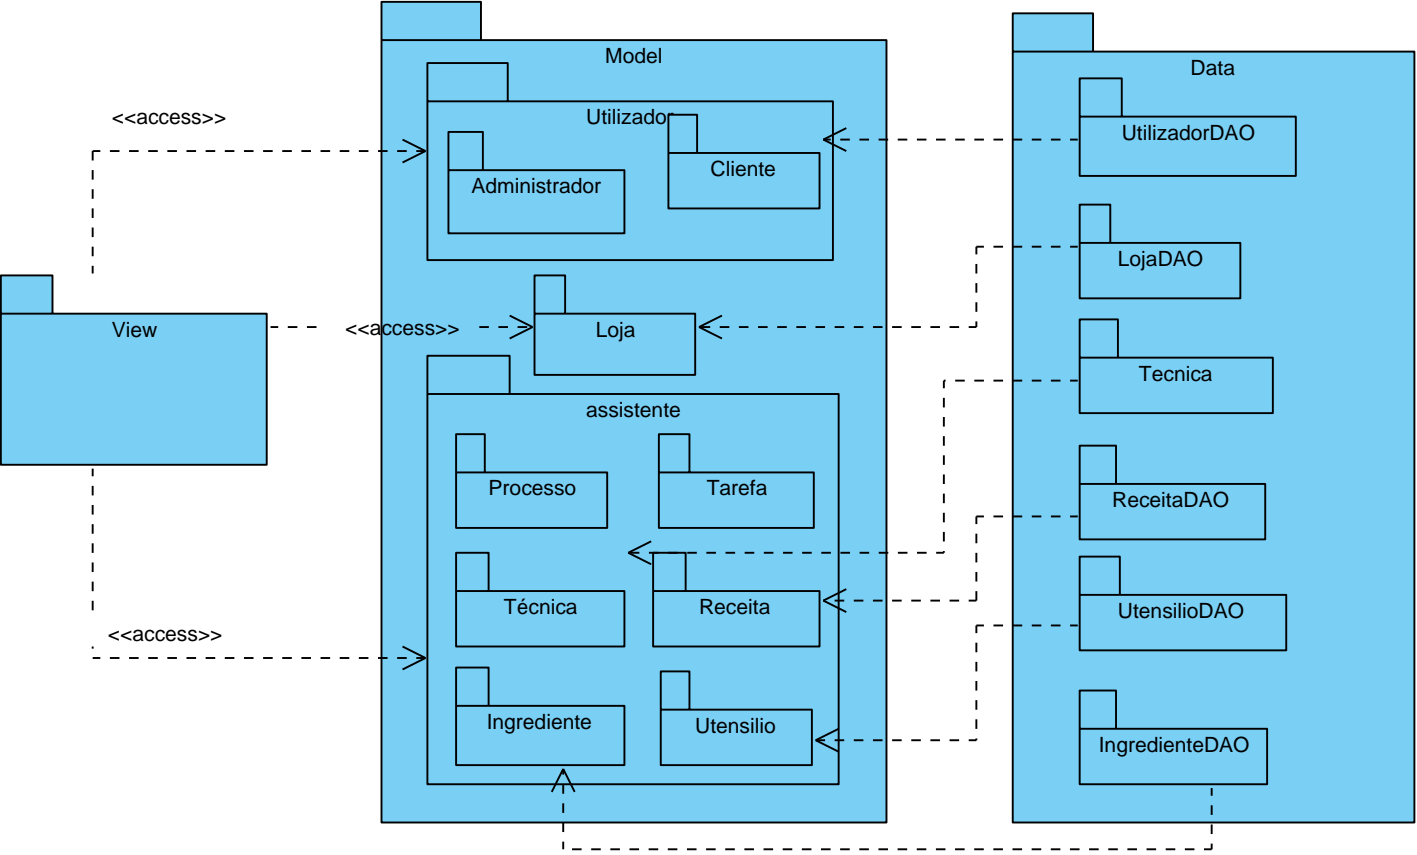 Model
Data
<<access>>
Utilizador
UtilizadorDAO
Administrador
Cliente
LojaDAO
View
<<access>>
Loja
Tecnica
assistente
Processo
Tarefa
ReceitaDAO
Técnica
Receita
UtensilioDAO
<<access>>
Ingrediente
Utensilio
IngredienteDAO